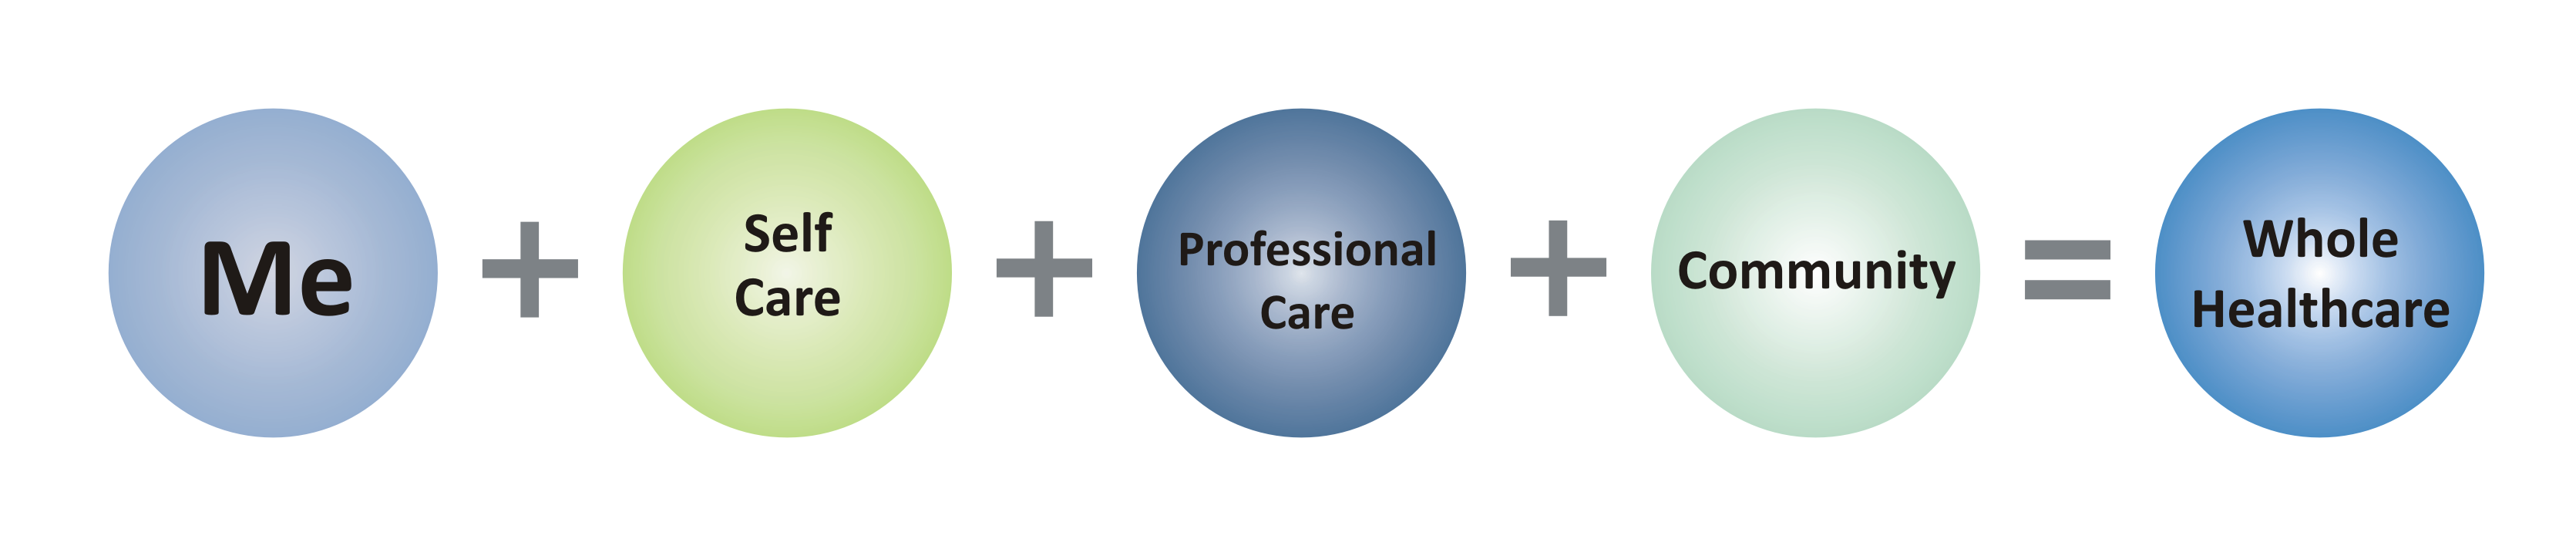 Me + Self Care + Professional Care + Community = Whole Healthcare